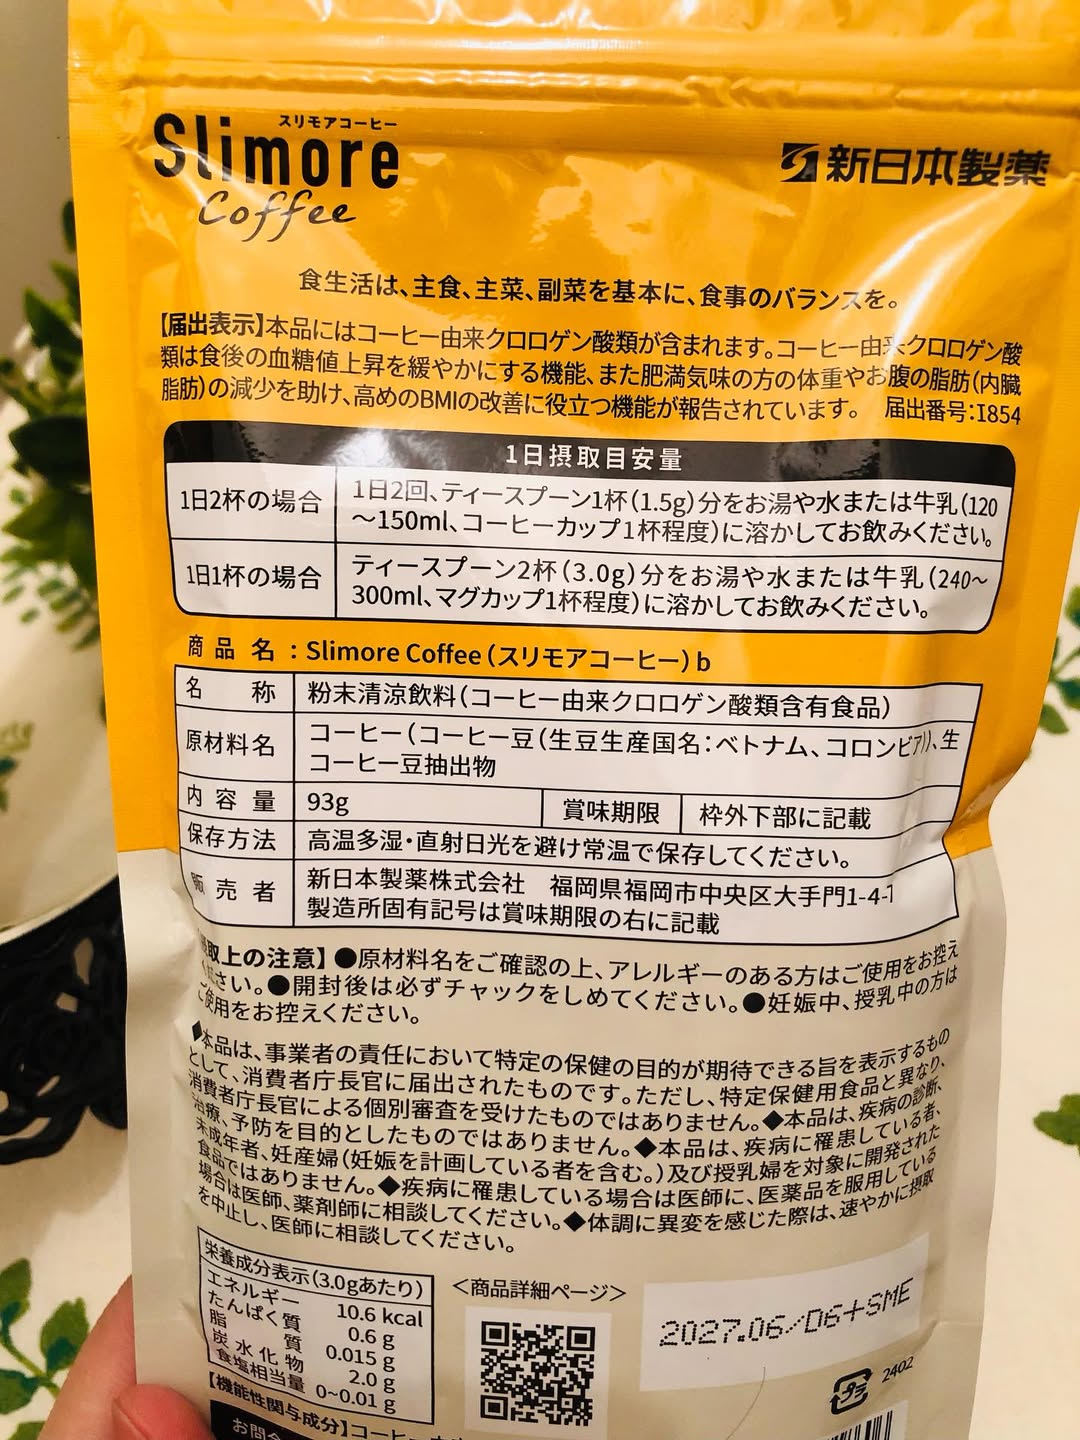 スリモアコーヒー
Slimore
Coffee
新日本製薬
食生活は、主食、主菜、副菜を基本に、食事のバランスを。
【届出表示】本品にはコーヒー由来クロロゲン酸類が含まれます。コーヒー由来クロロゲン酸
類は食後の血糖値上昇を緩やかにする機能、また肥満気味の方の体重やお腹の脂肪(内臓
脂肪)の減少を助け、高めのBMIの改善に役立つ機能が報告されています。 届出番号:I854
1日摂取目安量
1日2杯の場合
1日2回、ティースプーン1杯(1.5g)分をお湯や水または牛乳(120
〜150ml、コーヒーカップ1杯程度)に溶かしてお飲みください。
1日1杯の場合
ティースプーン2杯(3.0g)分をお湯や水または牛乳(240〜
300ml、マグカップ1杯程度)に溶かしてお飲みください。
商品名:Slimore Coffee(スリモアコーヒー)b
名称 粉末清涼飲料(コーヒー由来クロロゲン酸類含有食品)
原材料名 コーヒー(コーヒー豆(生豆生産国名:ベトナム、コロンビア))、生
コーヒー豆抽出物
内容量 93g 賞味期限 枠外下部に記載
保存方法 高温多湿・直射日光を避け常温で保存してください。
販売者 新日本製薬株式会社 福岡県福岡市中央区大手門1-4-7
製造所固有記号は賞味期限の右に記載
取上の注意】●原材料名をご確認の上、アレルギーのある方はご使用をお控え
ください。●開封後は必ずチャックをしめてください。●妊娠中、授乳中の方は
ご使用をお控えください。
◆本品は、事業者の責任において特定の保健の目的が期待できる旨を表示するもの
として、消費者庁長官に届出されたものです。ただし、特定保健用食品と異なり、
消費者庁長官による個別審査を受けたものではありません。◆本品は、疾病の診断、
治療、予防を目的としたものではありません。◆本品は、疾病に罹患している者、
未成年者、妊産婦(妊娠を計画している者を含む。)及び授乳婦を対象に開発された
食品ではありません。◆疾病に罹患している場合は医師に、医薬品を服用している
場合は医師、薬剤師に相談してください。◆体調に異変を感じた際は、速やかに摂取
を中止し、医師に相談してください。
栄養成分表示(3.0gあたり)
エネルギー 10.6 kcal
たんぱく質 0.6 g
脂質 0.015 g
炭水化物 2.0 g
食塩相当量 0~0.01 g
【機能性関与成分】コーヒー
お問
<商品詳細ページ>
2027.06/D6+SME
プラ
2402